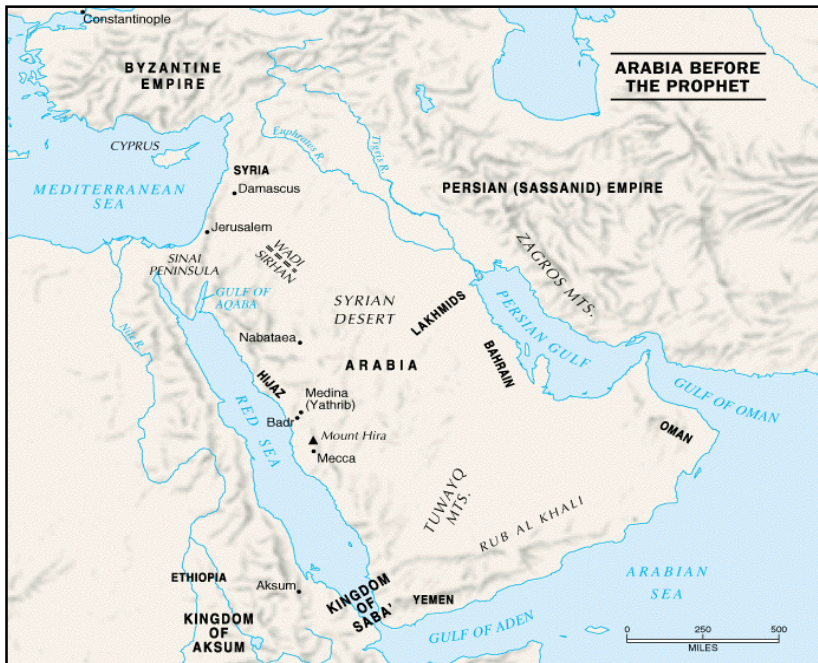 Constantinople
BYZANTINE
EMPIRE
ARABIA BEFORE
THE PROPHET
CYPRUS
Euphrates R.
Tigris R.
SYRIA
Damascus
PERSIAN (SASSANID) EMPIRE
MEDITERRANEAN
SEA
Jerusalem
SINAI
PENINSULA
WADI
SIRHAN
ZAGROS MTS.
GULF OF
AQABA
SYRIAN
DESERT
LAKHMIDS
PERSIAN GULF
Nile R.
Nabataea
ARABIA
BAHRAIN
HIJAZ
Medina
(Yathrib)
Badr
GULF OF OMAN
RED SEA
Mount Hira
Mecca
OMAN
TUWAYQ
MTS.
RUB AL KHALI
ETHIOPIA
Aksum
KINGDOM
OF
SABA'
YEMEN
ARABIAN
SEA
KINGDOM
OF
AKSUM
GULF OF ADEN
0 250 500
MILES